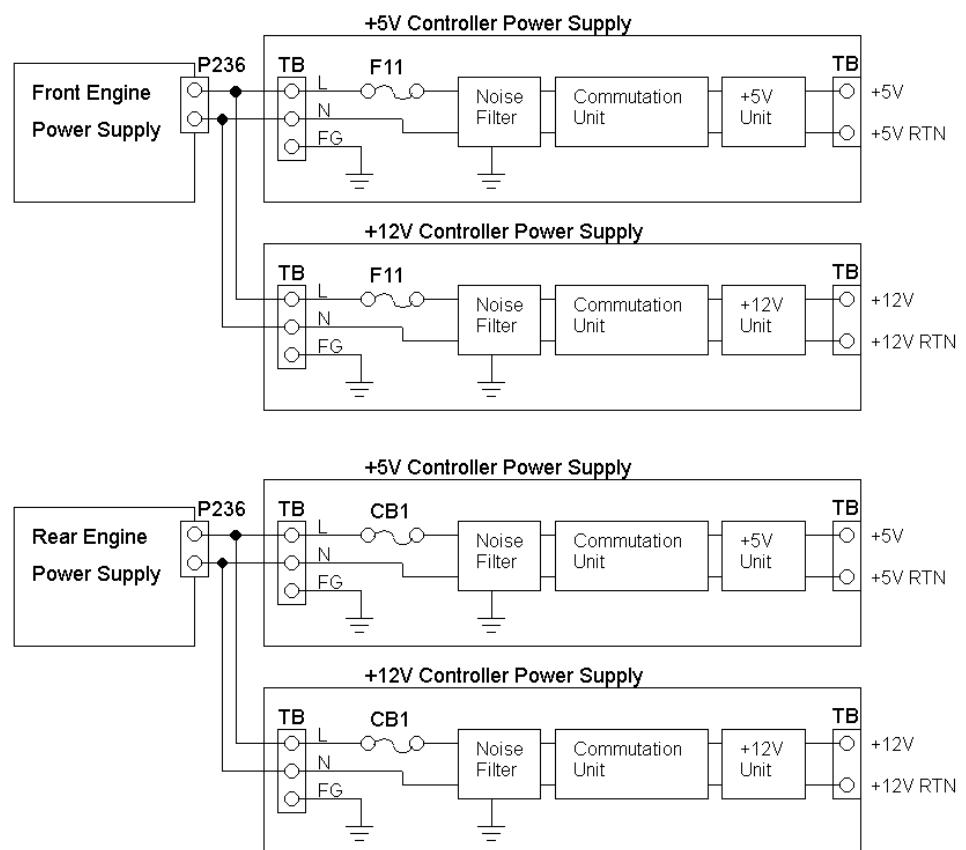 +5V Controller Power Supply
P236
TB
F11
TB
Front Engine
Power Supply
L
N
FG
Noise
Filter
Commutation
Unit
+5V
Unit
+5V
+5V RTN
+12V Controller Power Supply
TB
F11
TB
L
N
FG
Noise
Filter
Commutation
Unit
+12V
Unit
+12V
+12V RTN
+5V Controller Power Supply
P236
TB
CB1
TB
Rear Engine
Power Supply
L
N
FG
Noise
Filter
Commutation
Unit
+5V
Unit
+5V
+5V RTN
+12V Controller Power Supply
TB
CB1
TB
L
N
FG
Noise
Filter
Commutation
Unit
+12V
Unit
+12V
+12V RTN